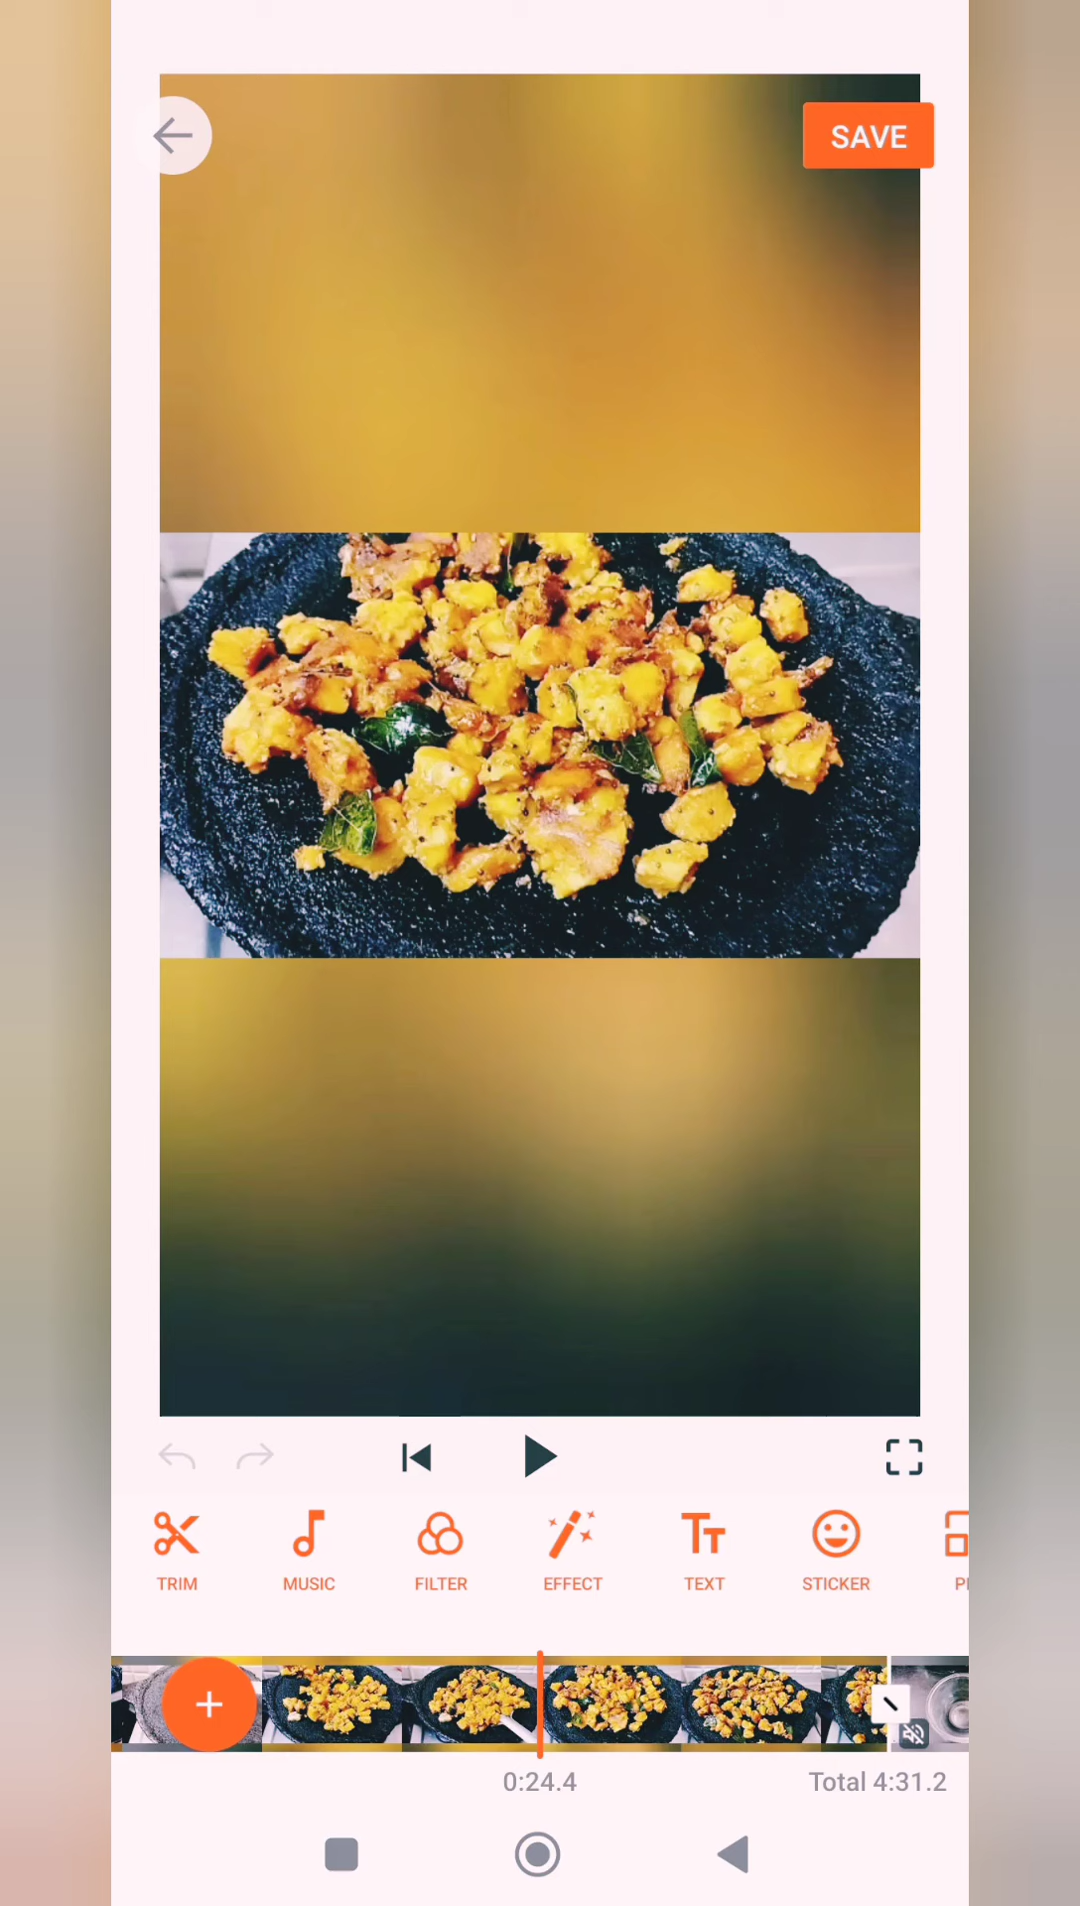 SAVE
TRIM
MUSIC
FILTER
EFFECT
TEXT
STICKER
0:24.4
Total 4:31.2